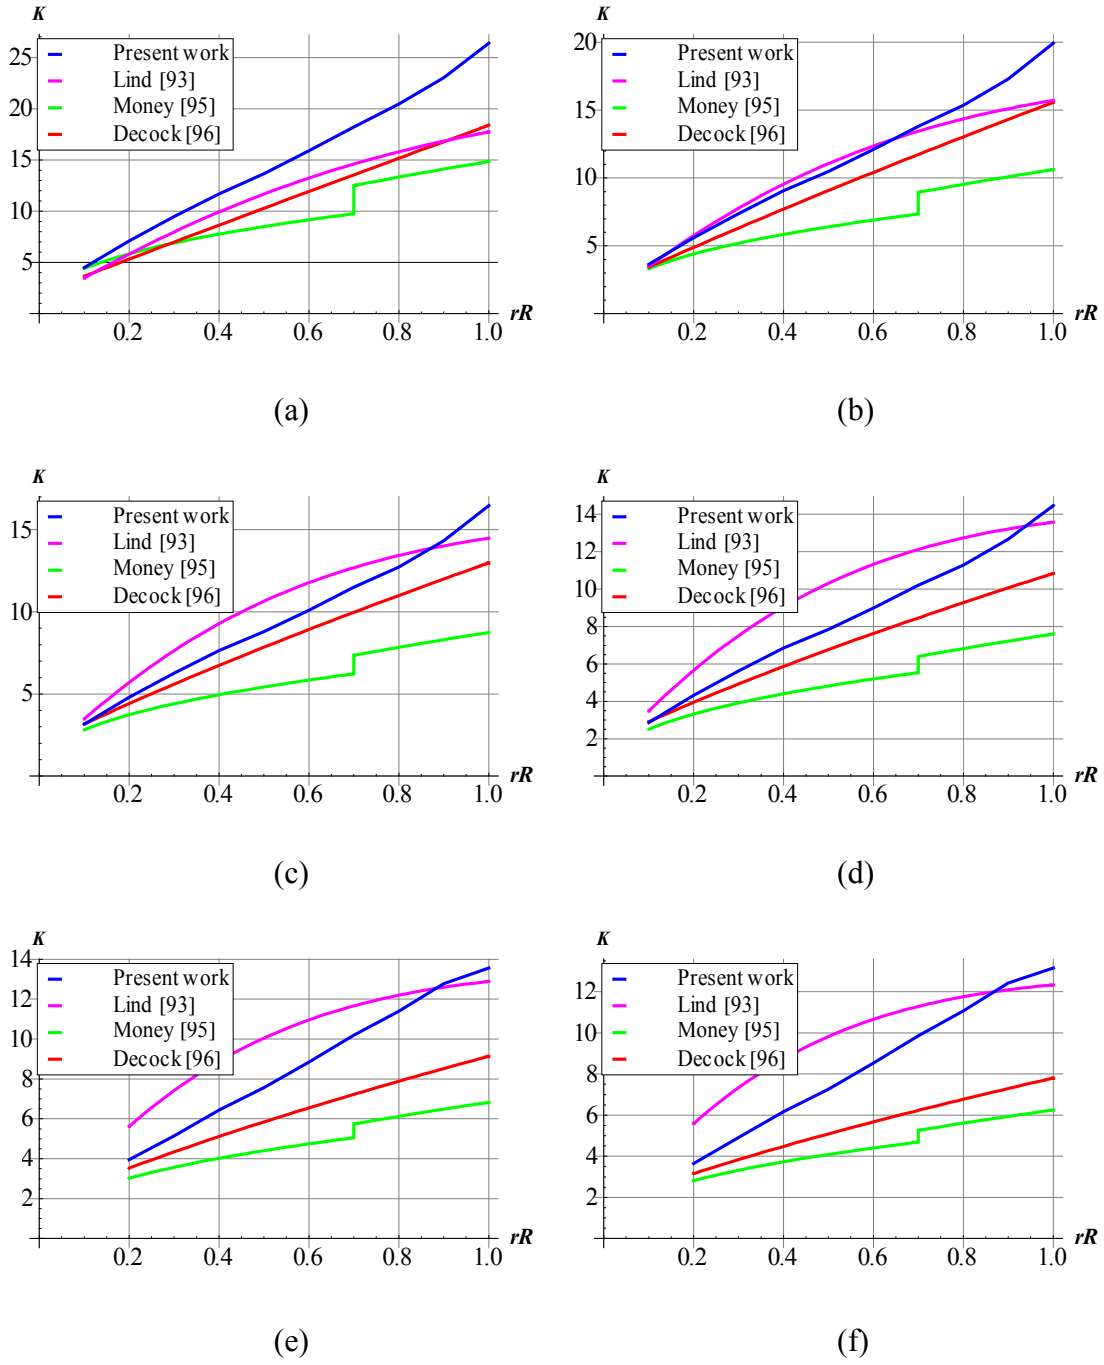 K
25
20
15
10
5
Present work
Lind [93]
Money [95]
Decock [96]
0.2 0.4 0.6 0.8 1.0
rR
(a)
K
20
15
10
5
Present work
Lind [93]
Money [95]
Decock [96]
0.2 0.4 0.6 0.8 1.0
rR
(b)
K
15
10
5
Present work
Lind [93]
Money [95]
Decock [96]
0.2 0.4 0.6 0.8 1.0
rR
(c)
K
14
12
10
8
6
4
2
Present work
Lind [93]
Money [95]
Decock [96]
0.2 0.4 0.6 0.8 1.0
rR
(d)
K
14
12
10
8
6
4
2
Present work
Lind [93]
Money [95]
Decock [96]
0.2 0.4 0.6 0.8 1.0
rR
(e)
K
12
10
8
6
4
2
Present work
Lind [93]
Money [95]
Decock [96]
0.2 0.4 0.6 0.8 1.0
rR
(f)